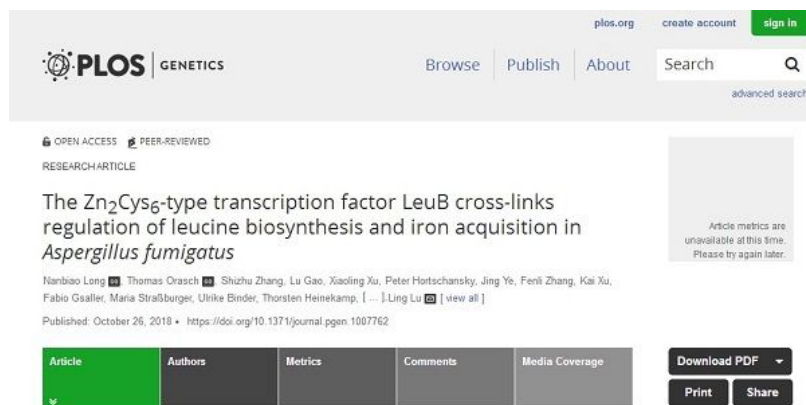 plos.org create account sign in
PLOS GENETICS
Browse Publish About Search
advanced search
OPEN ACCESS PEER-REVIEWED
RESEARCH ARTICLE
The Zn₂Cys₆-type transcription factor LeuB cross-links
regulation of leucine biosynthesis and iron acquisition in
Aspergillus fumigatus
Nanbiao Long, Thomas Orasch, Shizhu Zhang, Lu Gao, Xiaoling Xu, Peter Hortschansky, Jing Ye, Fenli Zhang, Kai Xu,
Fabio Gsaller, Maria Straßburger, Ulrike Binder, Thorsten Heinekamp, [ ... ].Ling Lu [ view all ]
Published: October 26, 2018 • https://doi.org/10.1371/journal.pgen.1007762
Article metrics are
unavailable at this time.
Please try again later.
Article Authors Metrics Comments Media Coverage
Download PDF
Print Share